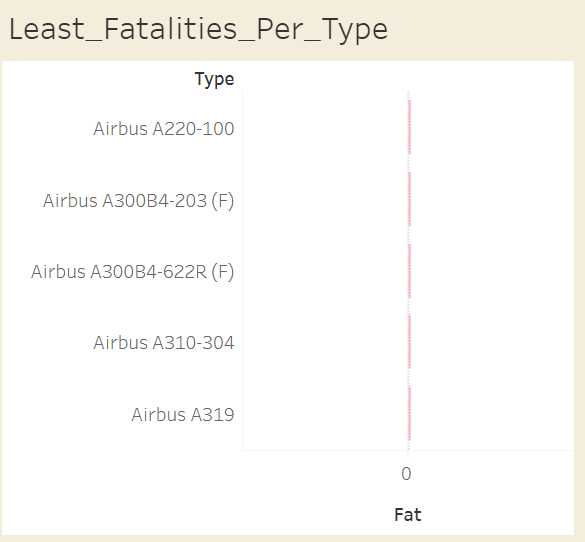 Least_Fatalities_Per_Type
Type
Airbus A220-100
Airbus A300B4-203 (F)
Airbus A300B4-622R (F)
Airbus A310-304
Airbus A319
0
Fat